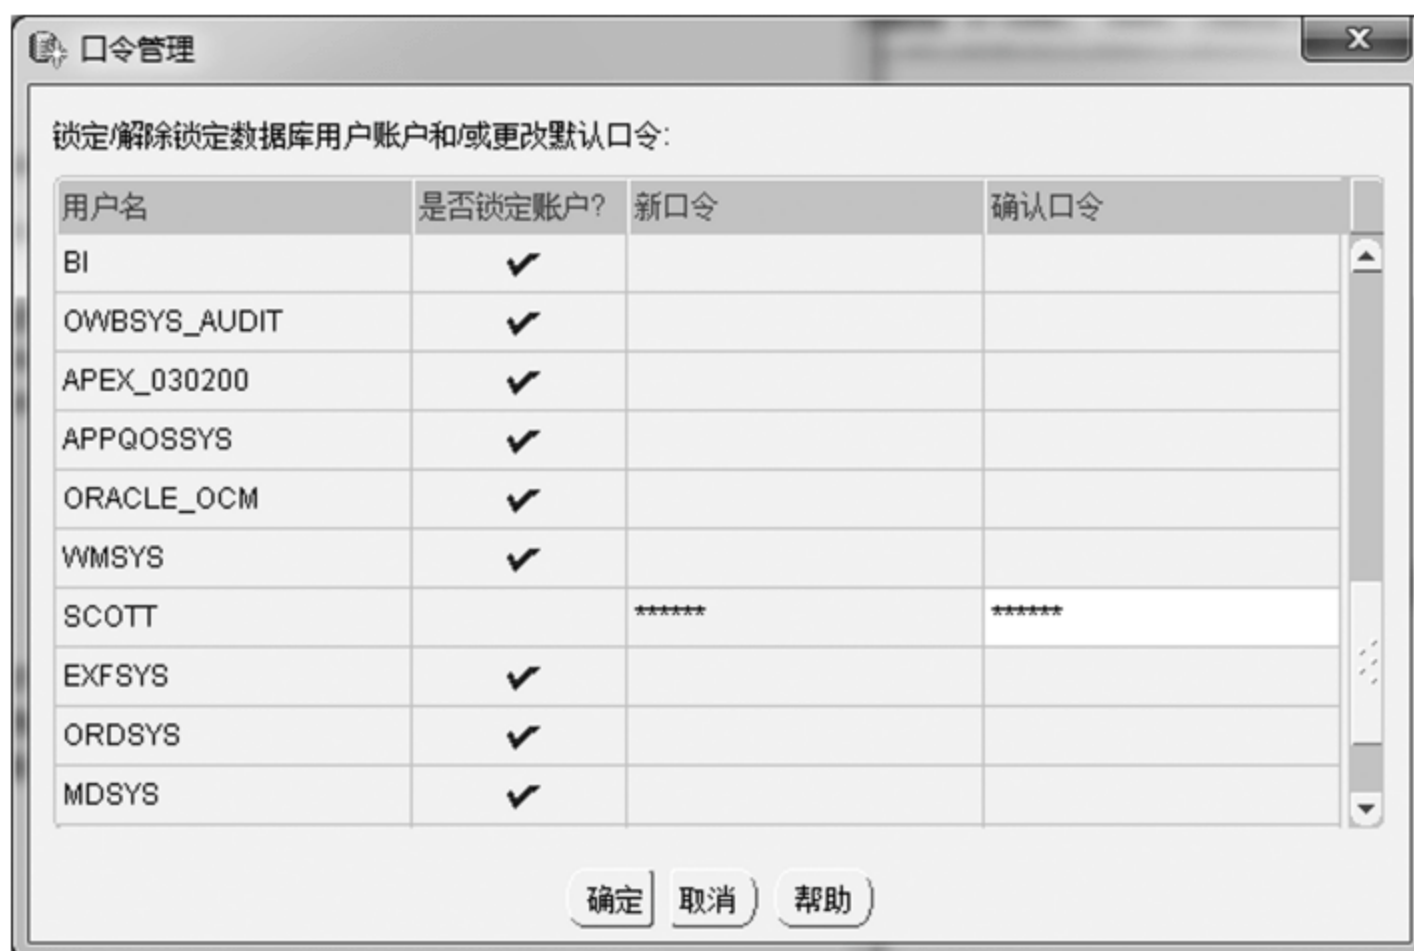 口令管理
锁定/解除锁定数据库用户账户和/或更改默认口令:
用户名 是否锁定账户? 新口令 确认口令
BI
OWBSYS_AUDIT
APEX_030200
APPQOSSYS
ORACLE_OCM
WMSYS
SCOTT ****** ******
EXFSYS
ORDSYS
MDSYS
确定 取消 帮助